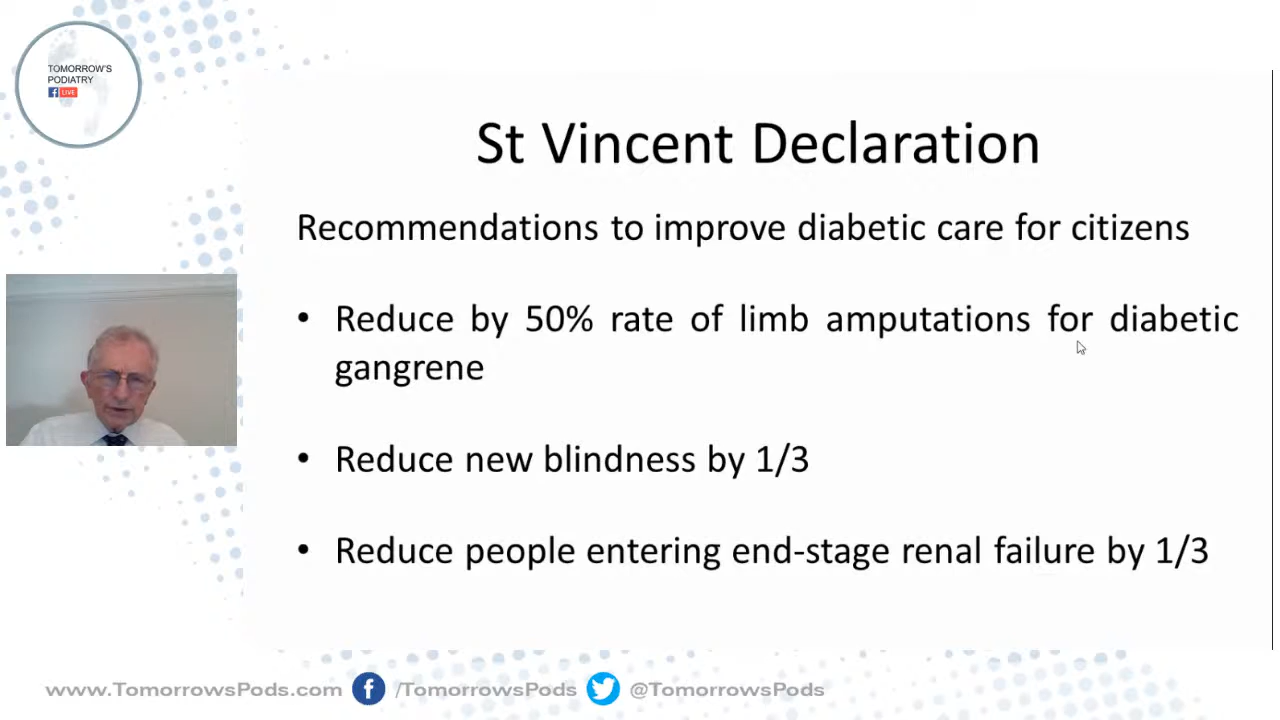 TOMORROW'S
PODIATRY
f LIVE
St Vincent Declaration
Recommendations to improve diabetic care for citizens
• Reduce by 50% rate of limb amputations for diabetic
gangrene
• Reduce new blindness by 1/3
• Reduce people entering end-stage renal failure by 1/3
www.TomorrowsPods.com f /TomorrowsPods @TomorrowsPods